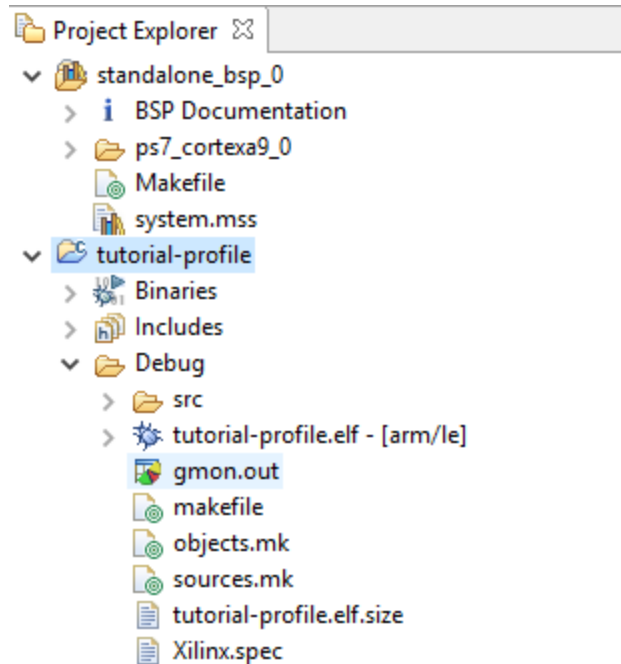 Project Explorer
standalone_bsp_0
BSP Documentation
ps7_cortexa9_0
Makefile
system.mss
tutorial-profile
Binaries
Includes
Debug
src
tutorial-profile.elf - [arm/le]
gmon.out
makefile
objects.mk
sources.mk
tutorial-profile.elf.size
Xilinx.spec